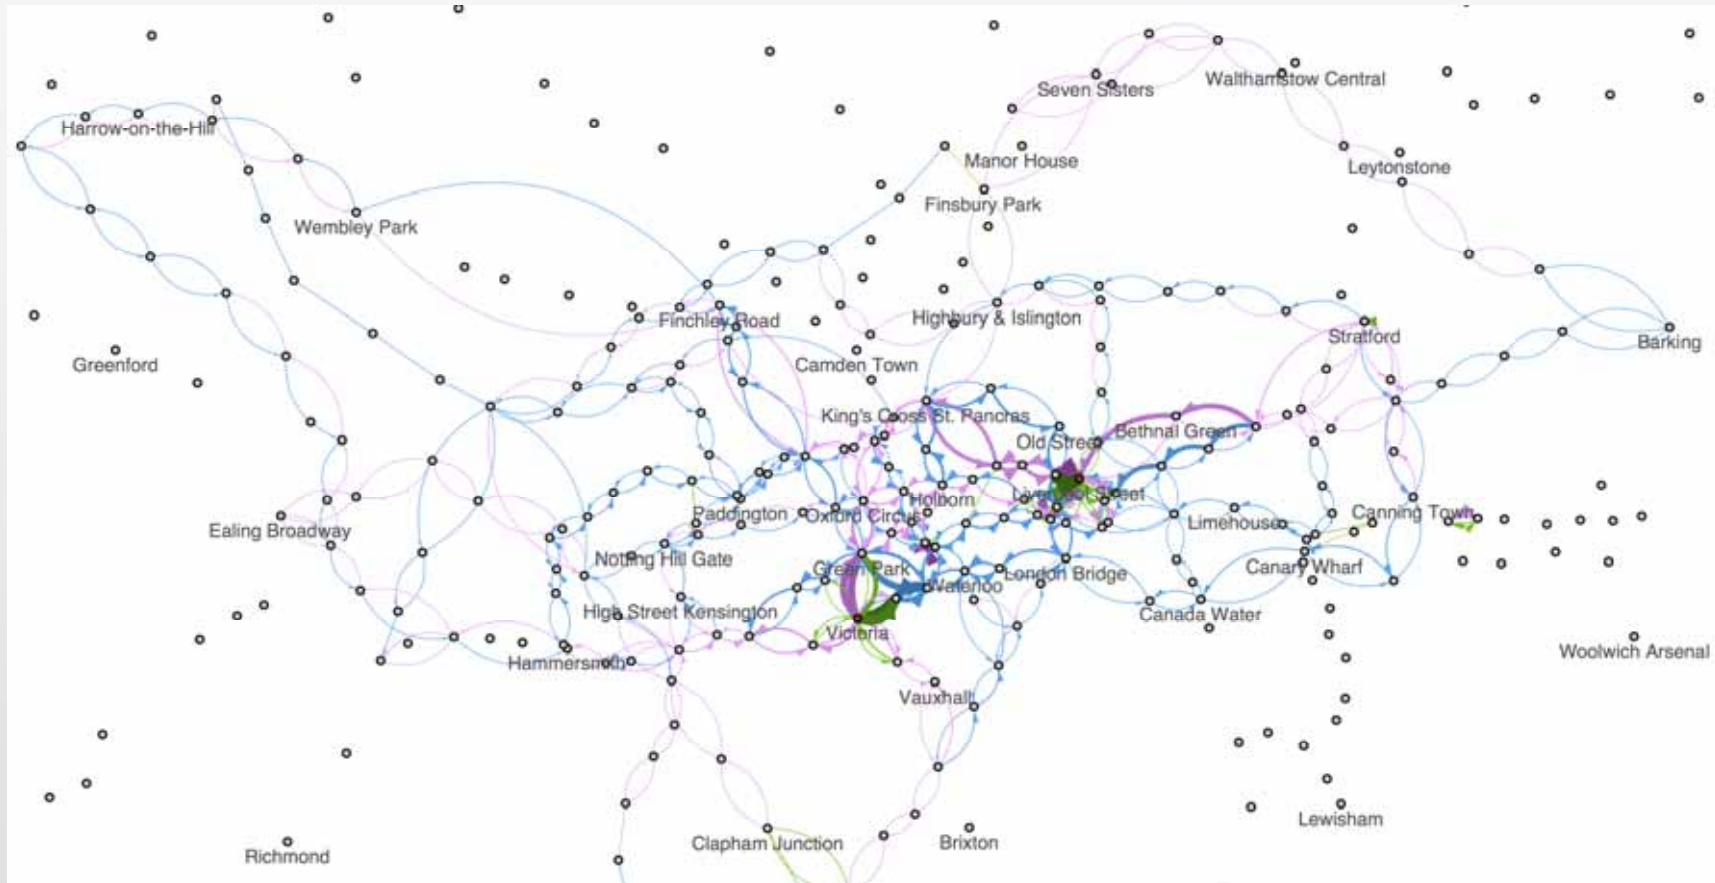 Seven Sisters
Walthamstow Central
Harrow-on-the-Hill
Manor House
Leytonstone
Finsbury Park
Wembley Park
Finchley Road
Highbury & Islington
Stratford
Barking
Greenford
Camden Town
King's Cross St. Pancras
Old Street
Bethnal Green
Liverpool Street
Holborn
Paddington
Oxford Circus
Limehouse
Canning Town
Ealing Broadway
Notting Hill Gate
Green Park
Waterloo
London Bridge
Canary Wharf
High Street Kensington
Canada Water
Victoria
Hammersmith
Woolwich Arsenal
Vauxhall
Lewisham
Clapham Junction
Brixton
Richmond